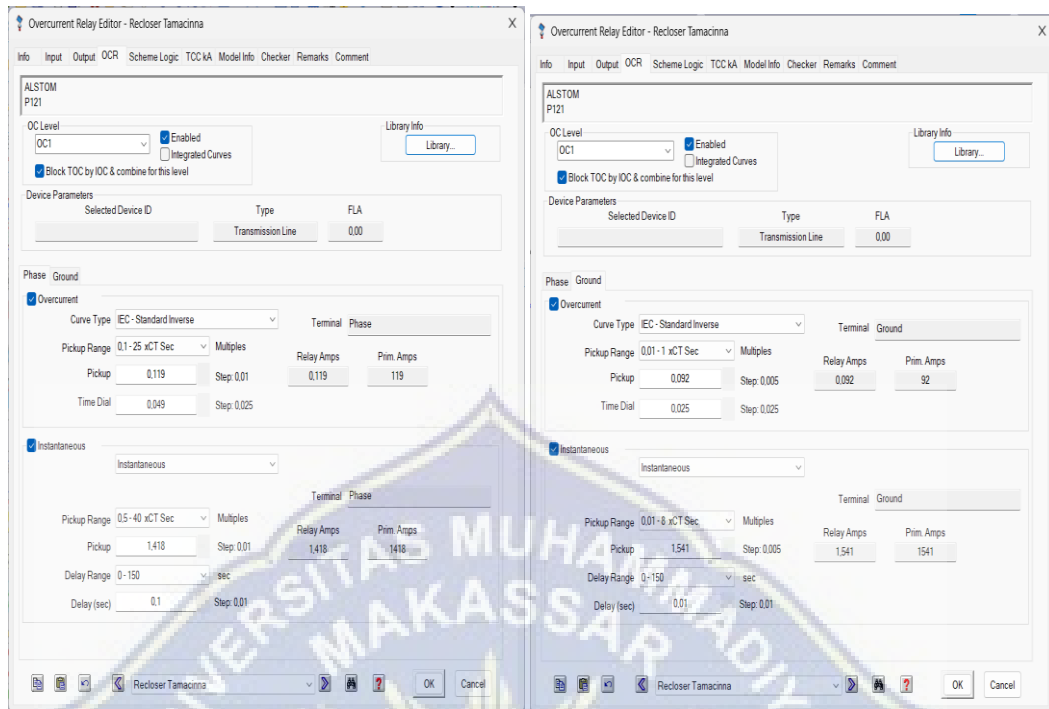 Overcurrent Relay Editor - Recloser Tamacinna
Info Input Output OCR Scheme Logic TCC kA Model Info Checker Remarks Comment
ALSTOM
P121
OC Level
OC1
Enabled
Integrated Curves
Block TOC by IOC & combine for this level
Library Info
Library...
Device Parameters
Selected Device ID Type FLA
Transmission Line 0,00
Phase Ground
Overcurrent
Curve Type IEC - Standard Inverse Terminal Phase
Pickup Range 0,1 - 25 xCT Sec Multiples Relay Amps Prim. Amps
Pickup 0,119 Step: 0,01 0,119 119
Time Dial 0,049 Step: 0,025
Instantaneous
Instantaneous
Terminal Phase
Pickup Range 0,5 - 40 xCT Sec Multiples Relay Amps Prim. Amps
Pickup 1,418 Step: 0,01 1,418 1418
Delay Range 0 - 150 sec
Delay (sec) 0,1 Step: 0,01
Recloser Tamacinna OK Cancel
Overcurrent Relay Editor - Recloser Tamacinna
Info Input Output OCR Scheme Logic TCC kA Model Info Checker Remarks Comment
ALSTOM
P121
OC Level
OC1
Enabled
Integrated Curves
Block TOC by IOC & combine for this level
Library Info
Library...
Device Parameters
Selected Device ID Type FLA
Transmission Line 0,00
Phase Ground
Overcurrent
Curve Type IEC - Standard Inverse Terminal Ground
Pickup Range 0,01 - 1 xCT Sec Multiples Relay Amps Prim. Amps
Pickup 0,092 Step: 0,005 0,092 92
Time Dial 0,025 Step: 0,025
Instantaneous
Instantaneous
Terminal Ground
Pickup Range 0,01 - 8 xCT Sec Multiples Relay Amps Prim. Amps
Pickup 1,541 Step: 0,005 1,541 1541
Delay Range 0 - 150 sec
Delay (sec) 0,01 Step: 0,01
Recloser Tamacinna OK Cancel
UNIVERSITAS MUHAMMADIYAH
MAKASSAR